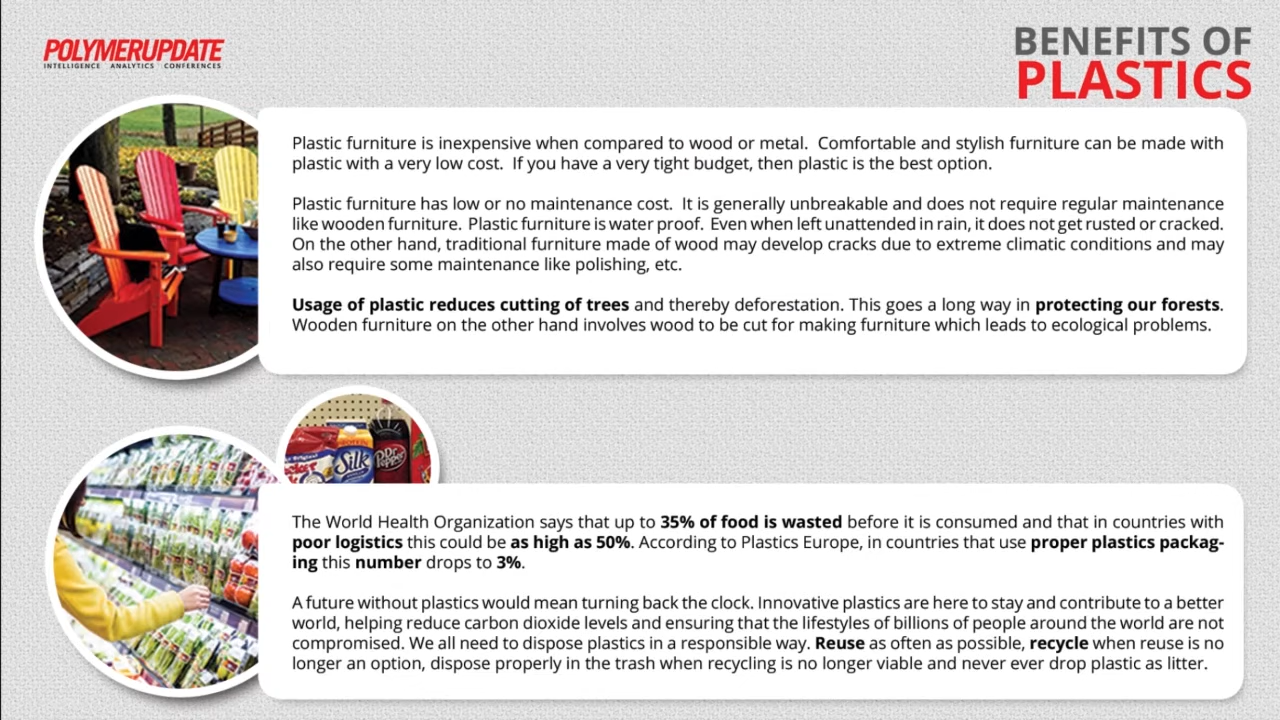 POLYMERUPDATE
INTELLIGENCE ANALYTICS CONFERENCES
BENEFITS OF
PLASTICS
Plastic furniture is inexpensive when compared to wood or metal. Comfortable and stylish furniture can be made with
plastic with a very low cost. If you have a very tight budget, then plastic is the best option.
Plastic furniture has low or no maintenance cost. It is generally unbreakable and does not require regular maintenance
like wooden furniture. Plastic furniture is water proof. Even when left unattended in rain, it does not get rusted or cracked.
On the other hand, traditional furniture made of wood may develop cracks due to extreme climatic conditions and may
also require some maintenance like polishing, etc.
Usage of plastic reduces cutting of trees and thereby deforestation. This goes a long way in protecting our forests.
Wooden furniture on the other hand involves wood to be cut for making furniture which leads to ecological problems.
PROTEIN
Silk
Dr Pepper
The World Health Organization says that up to 35% of food is wasted before it is consumed and that in countries with
poor logistics this could be as high as 50%. According to Plastics Europe, in countries that use proper plastics packag-
ing this number drops to 3%.
A future without plastics would mean turning back the clock. Innovative plastics are here to stay and contribute to a better
world, helping reduce carbon dioxide levels and ensuring that the lifestyles of billions of people around the world are not
compromised. We all need to dispose plastics in a responsible way. Reuse as often as possible, recycle when reuse is no
longer an option, dispose properly in the trash when recycling is no longer viable and never ever drop plastic as litter.